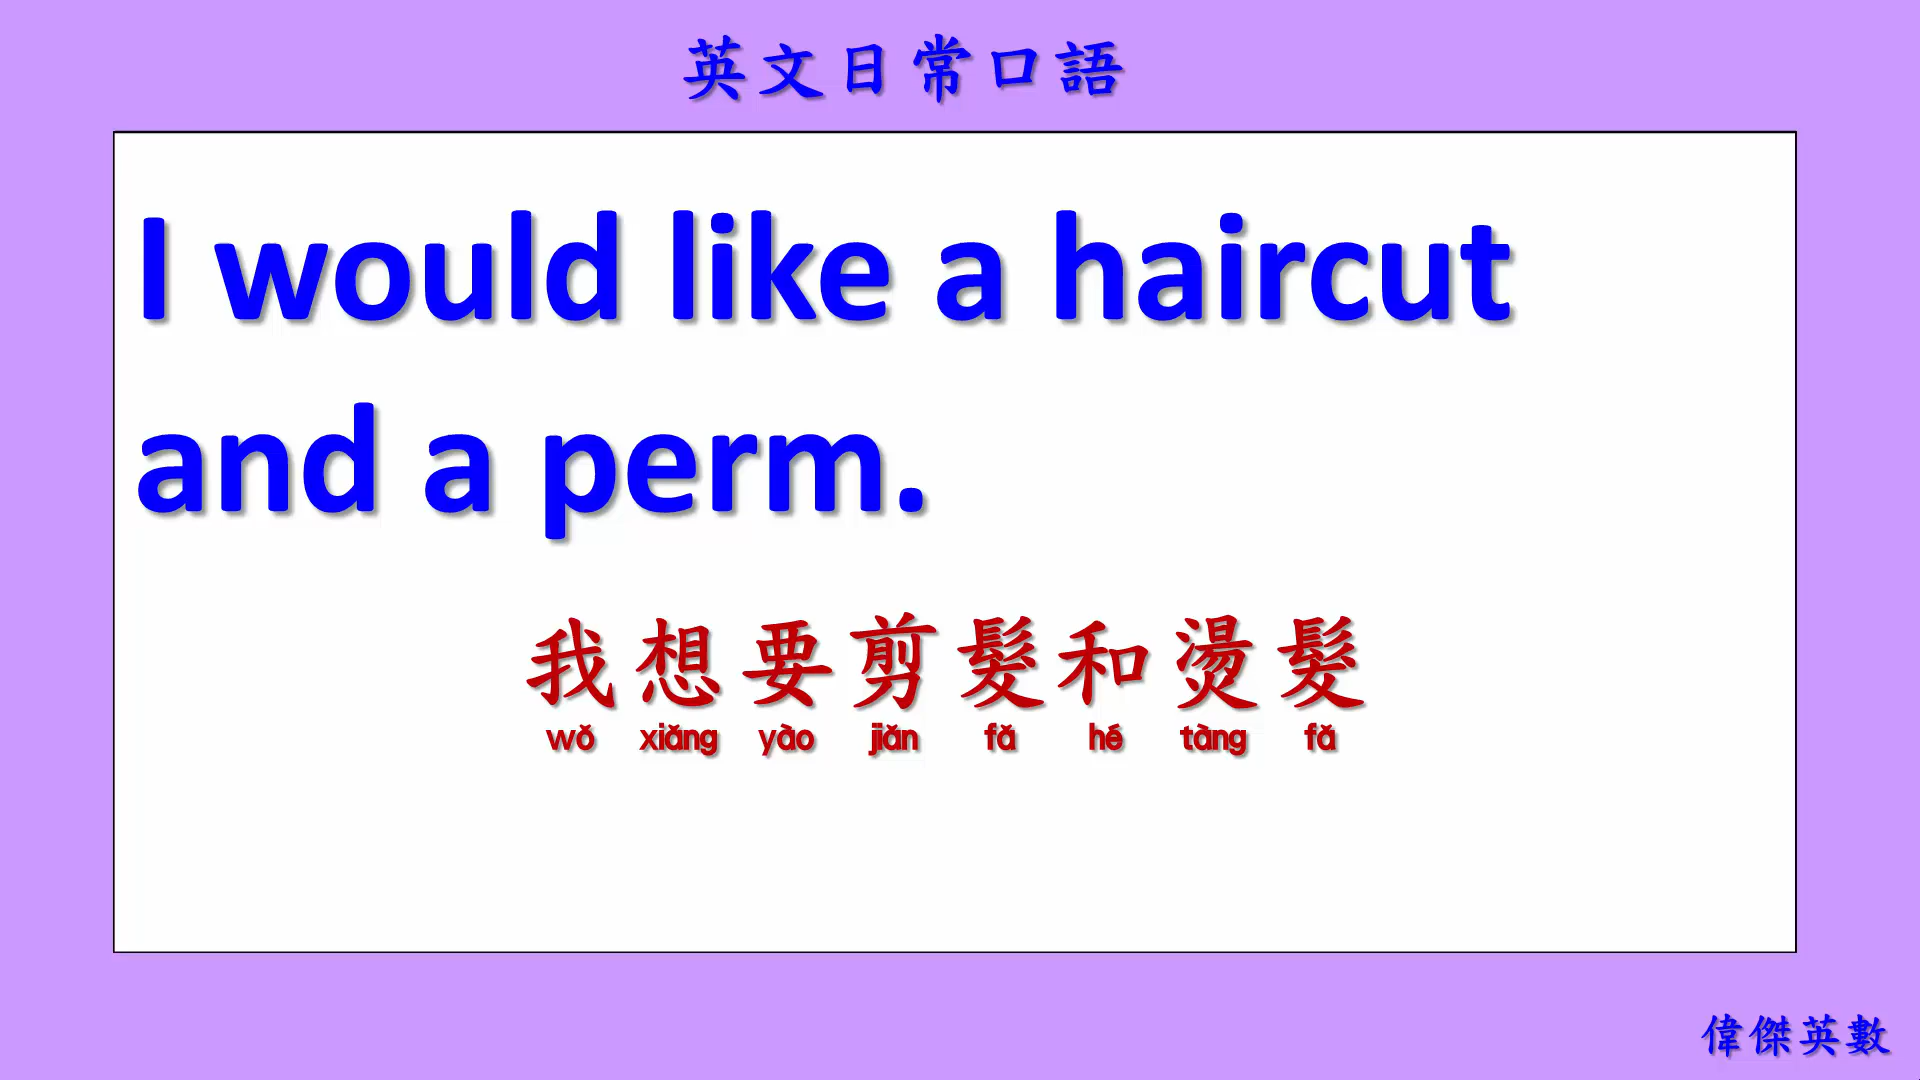 英文日常口語
I would like a haircut
and a perm.
我想要剪髮和燙髮
wǒ xiǎng yào jiǎn fǎ hé tàng fǎ
偉傑英數